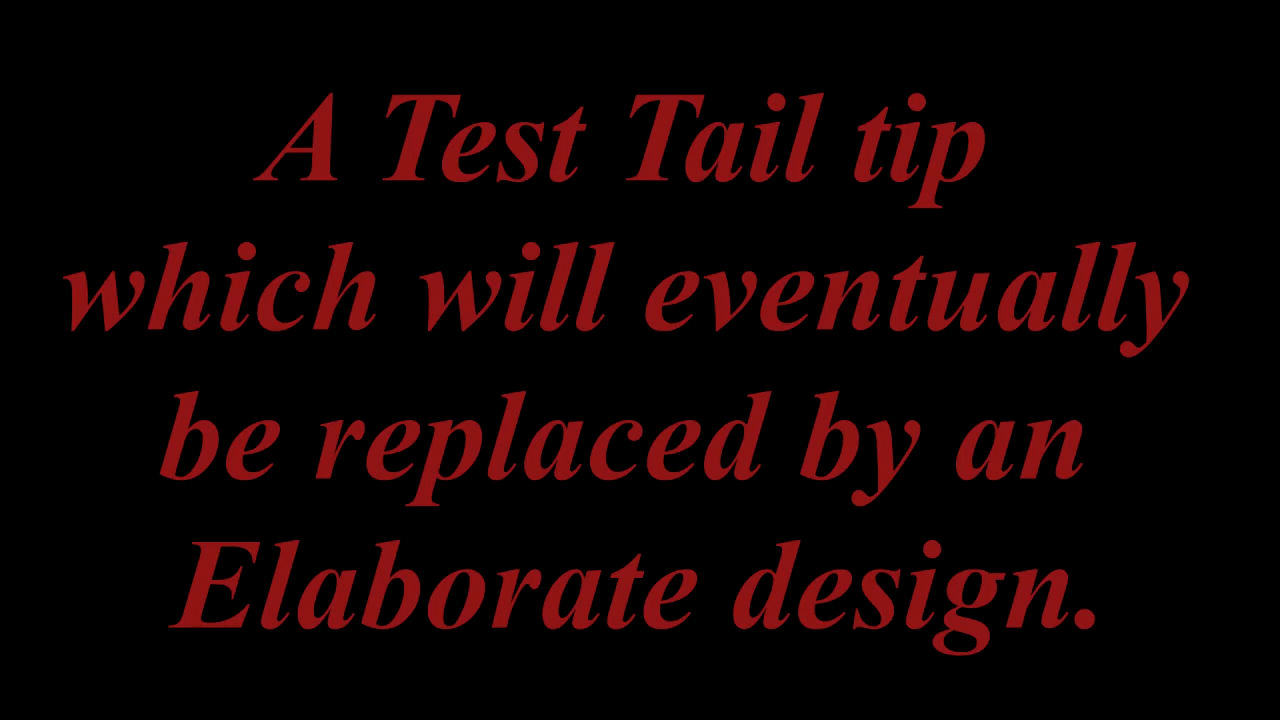 A Test Tail tip
which will eventually
be replaced by an
Elaborate design.